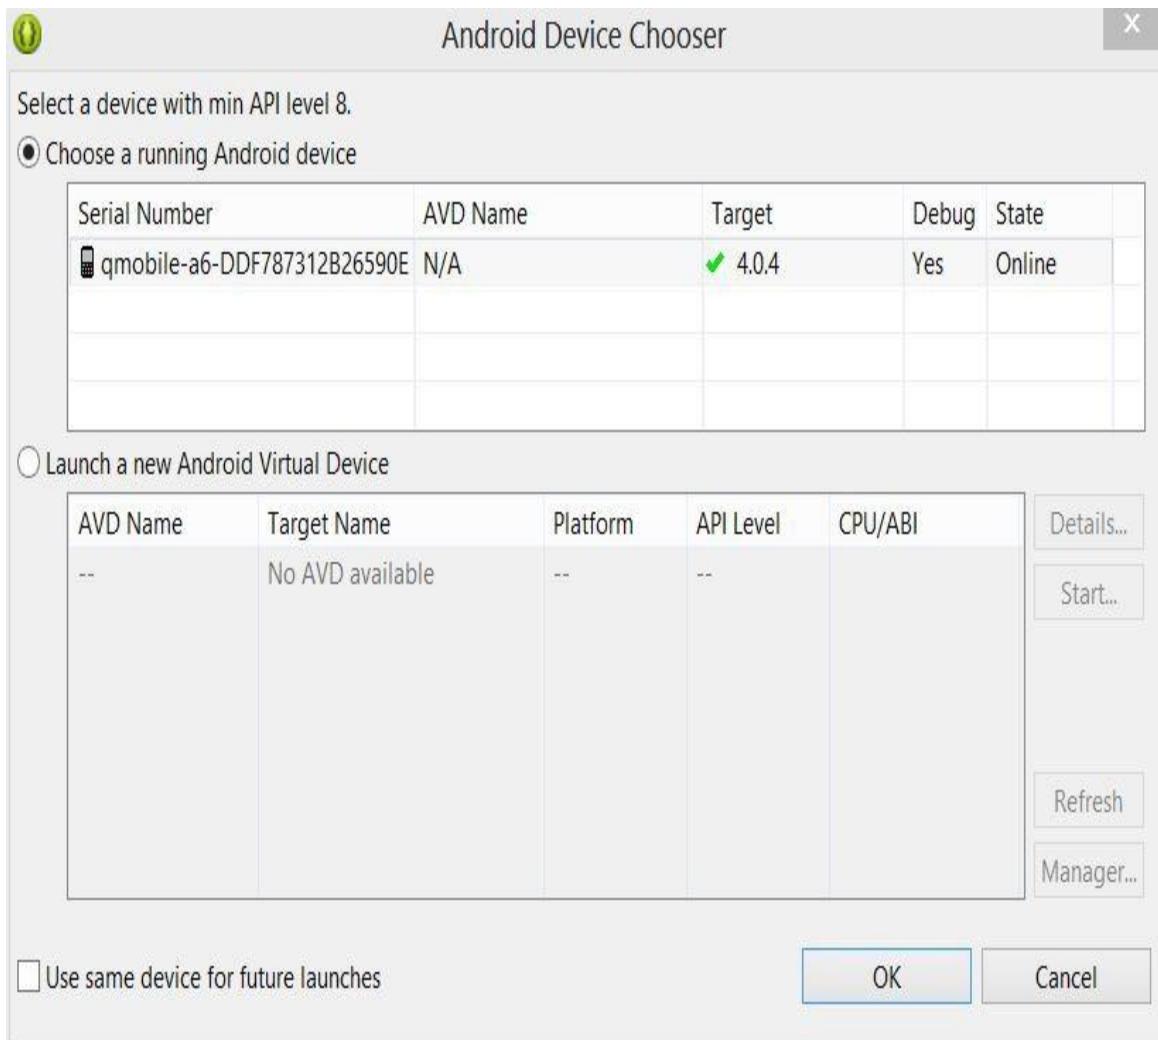 Android Device Chooser
X
Select a device with min API level 8.
Choose a running Android device
Serial Number AVD Name Target Debug State
qmobile-a6-DDF787312B26590E N/A 4.0.4 Yes Online
Launch a new Android Virtual Device
AVD Name Target Name Platform API Level CPU/ABI
-- No AVD available -- --
Details...
Start...
Refresh
Manager...
Use same device for future launches
OK Cancel